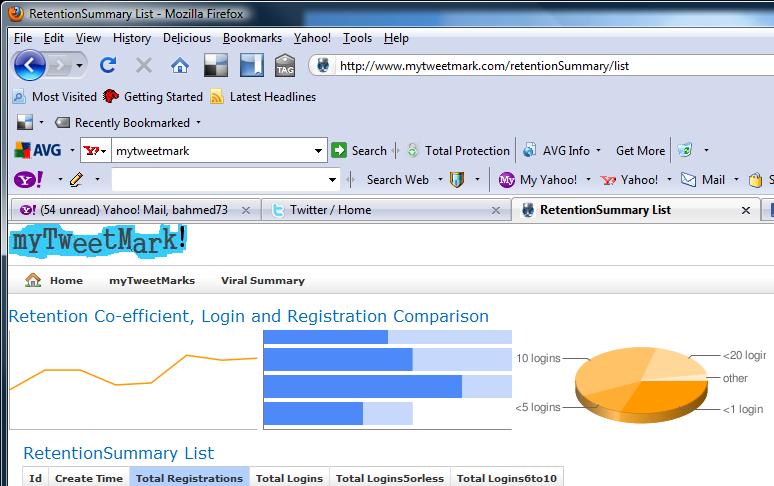 RetentionSummary List - Mozilla Firefox
File Edit View History Delicious Bookmarks Yahoo! Tools Help
TAG http://www.mytweetmark.com/retentionSummary/list
Most Visited Getting Started Latest Headlines
Recently Bookmarked
AVG Y! mytweetmark Search Total Protection AVG Info Get More
Y! Search Web My My Yahoo! Y! Yahoo! Mail S
Y! (54 unread) Yahoo! Mail, bahmed73 Twitter / Home RetentionSummary List
myTweetMark!
Home myTweetMarks Viral Summary
Retention Co-efficient, Login and Registration Comparison
10 logins <20 login
other
<5 logins <1 login
RetentionSummary List
Id Create Time Total Registrations Total Logins Total Logins5orless Total Logins6to10